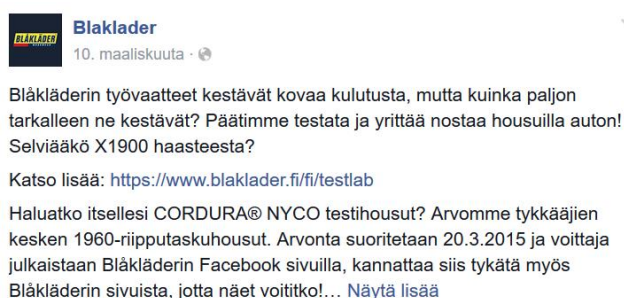 BLÅKLÄDER
Blaklader
10. maaliskuuta ·
Blåkläderin työvaatteet kestävät kovaa kulutusta, mutta kuinka paljon
tarkalleen ne kestävät? Päätimme testata ja yrittää nostaa housuilla auton!
Selviääkö X1900 haasteesta?
Katso lisää: https://www.blaklader.fi/fi/testlab
Haluatko itsellesi CORDURA® NYCO testihousut? Arvomme tykkääjien
kesken 1960-riipputaskuhousut. Arvonta suoritetaan 20.3.2015 ja voittaja
julkaistaan Blåkläderin Facebook sivuilla, kannattaa siis tykätä myös
Blåkläderin sivuista, jotta näet voititko!… Näytä lisää